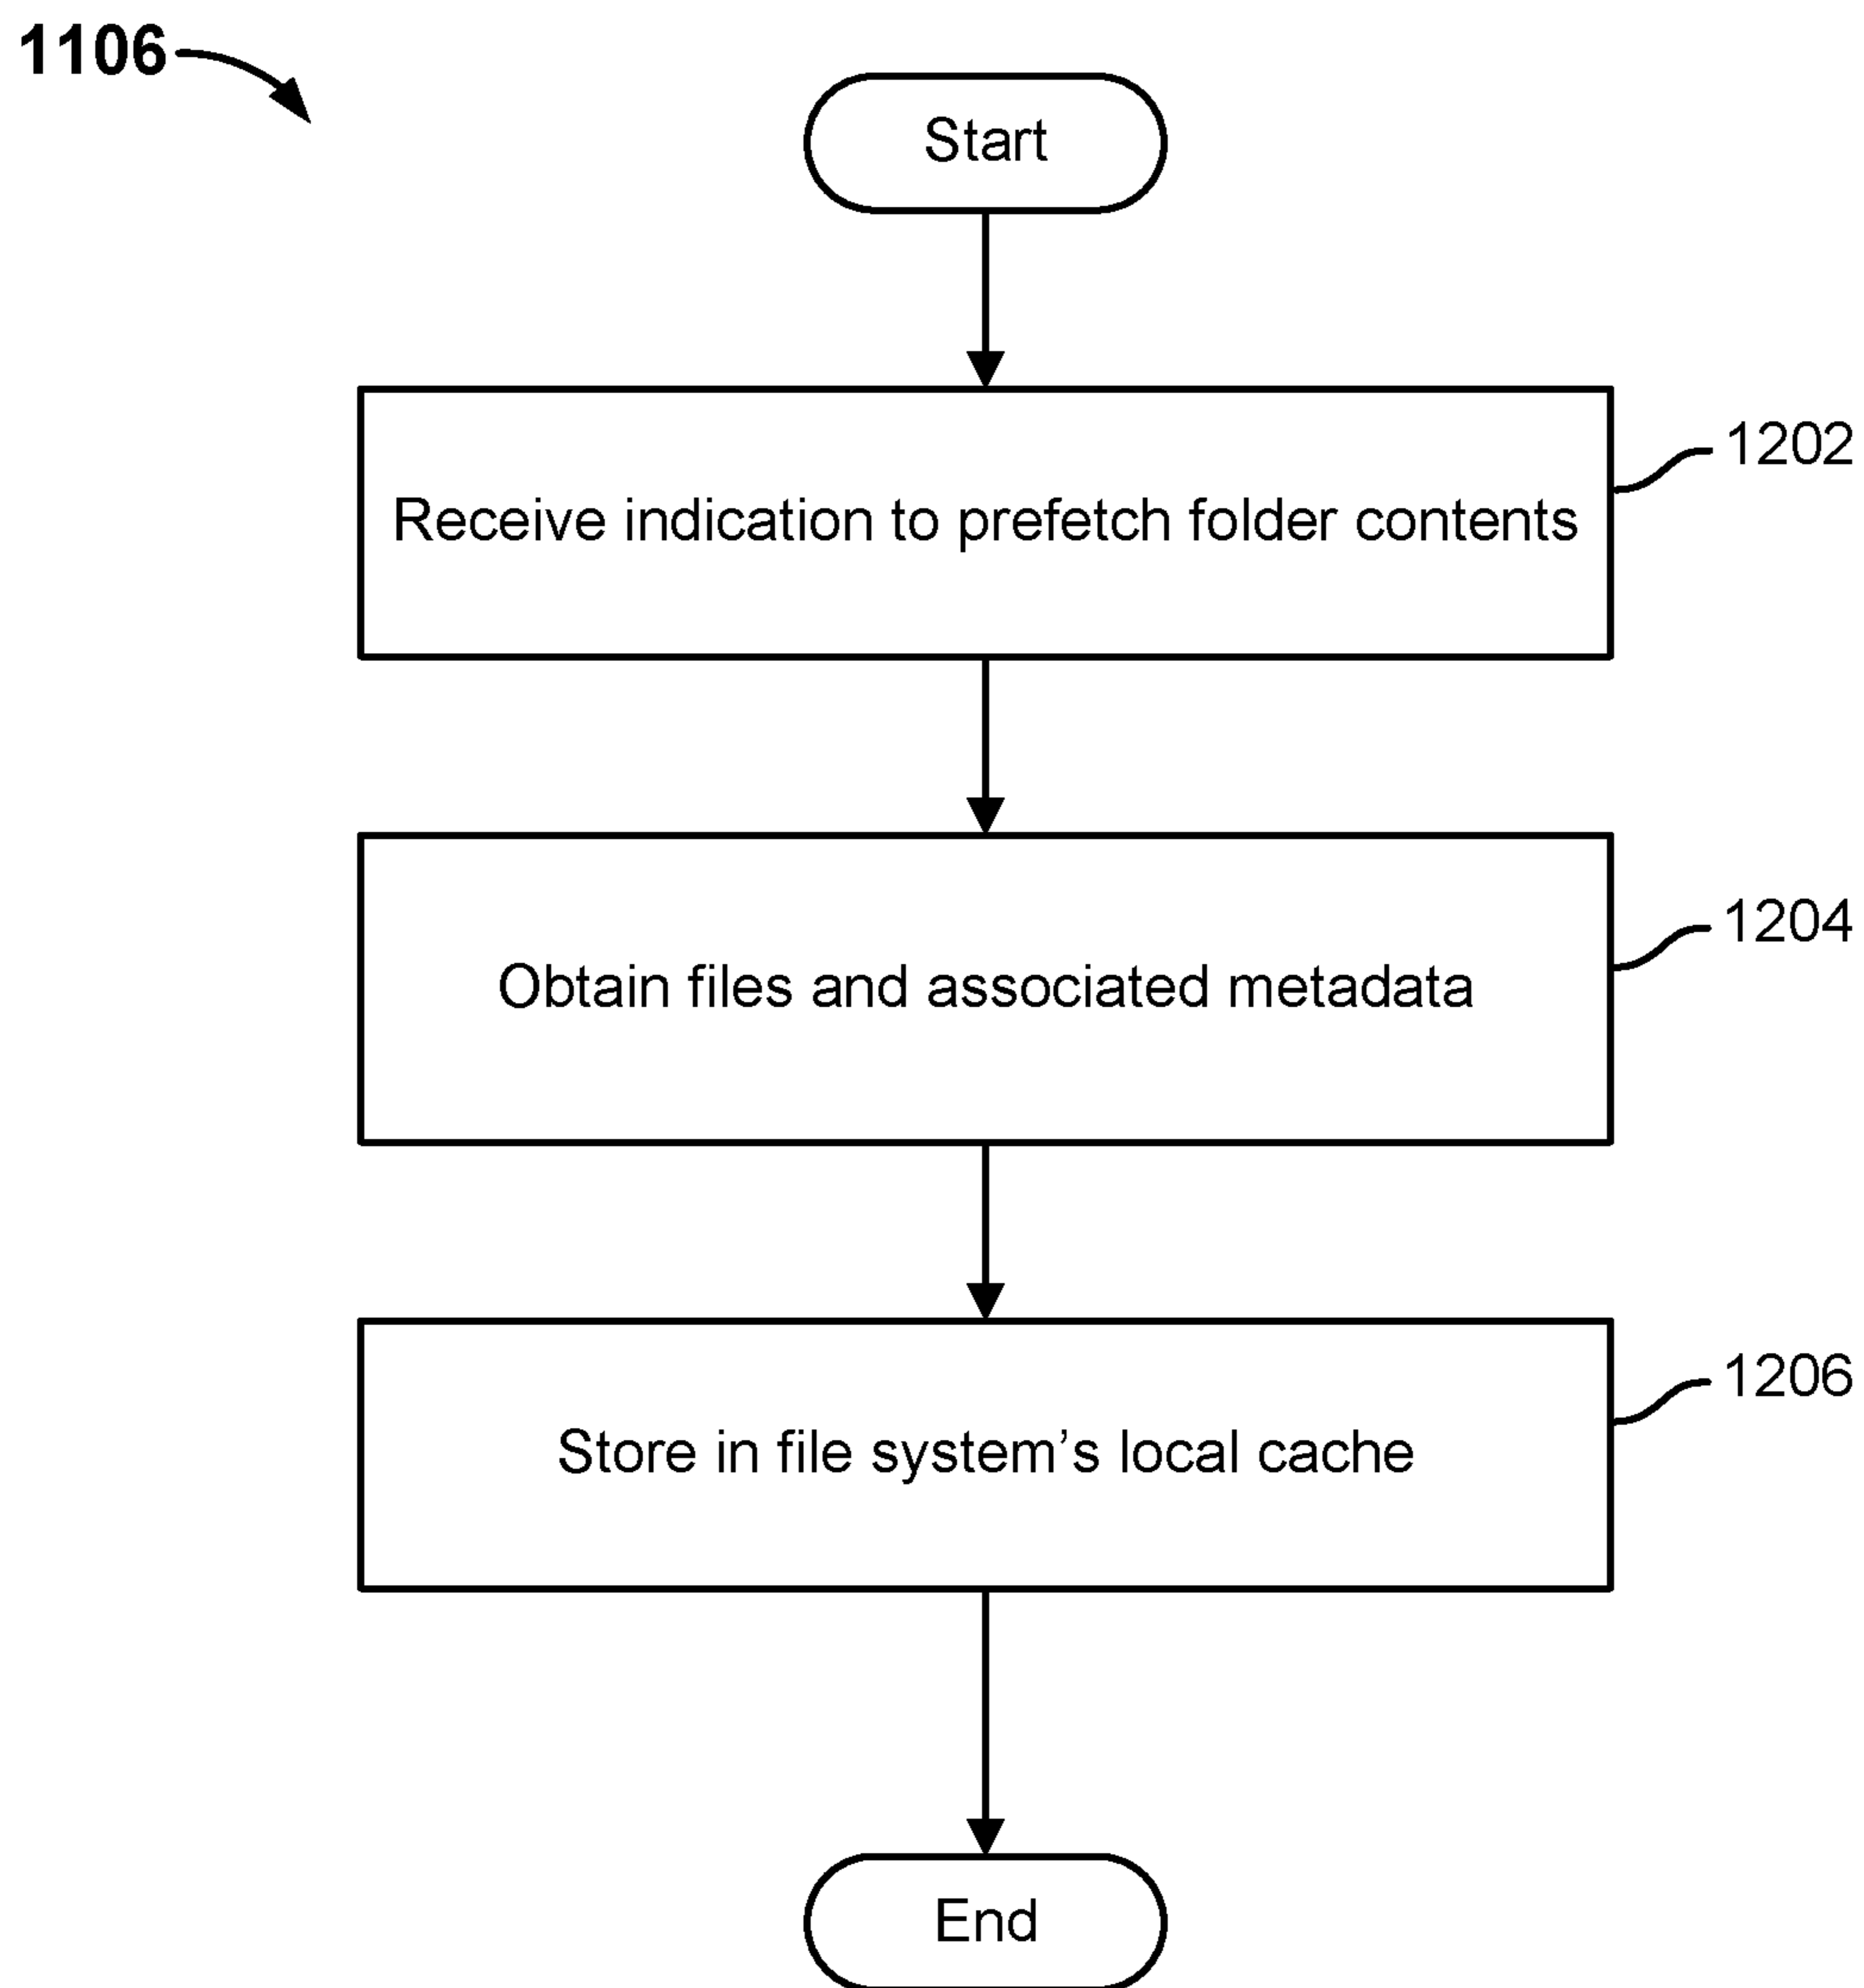 1106
Start
Receive indication to prefetch folder contents
1202
Obtain files and associated metadata
1204
Store in file system’s local cache
1206
End